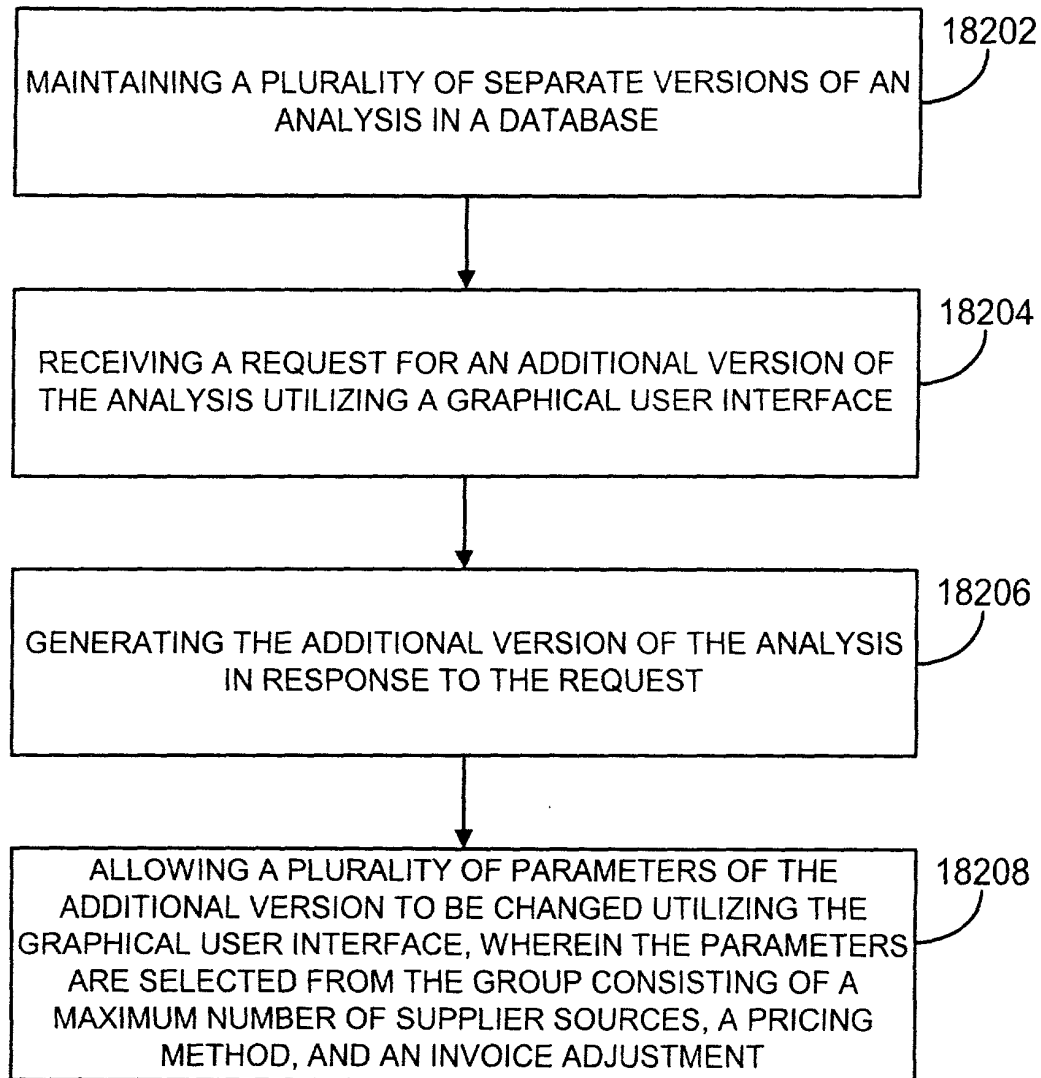 18202
MAINTAINING A PLURALITY OF SEPARATE VERSIONS OF AN
ANALYSIS IN A DATABASE
18204
RECEIVING A REQUEST FOR AN ADDITIONAL VERSION OF
THE ANALYSIS UTILIZING A GRAPHICAL USER INTERFACE
18206
GENERATING THE ADDITIONAL VERSION OF THE ANALYSIS
IN RESPONSE TO THE REQUEST
18208
ALLOWING A PLURALITY OF PARAMETERS OF THE
ADDITIONAL VERSION TO BE CHANGED UTILIZING THE
GRAPHICAL USER INTERFACE, WHEREIN THE PARAMETERS
ARE SELECTED FROM THE GROUP CONSISTING OF A
MAXIMUM NUMBER OF SUPPLIER SOURCES, A PRICING
METHOD, AND AN INVOICE ADJUSTMENT